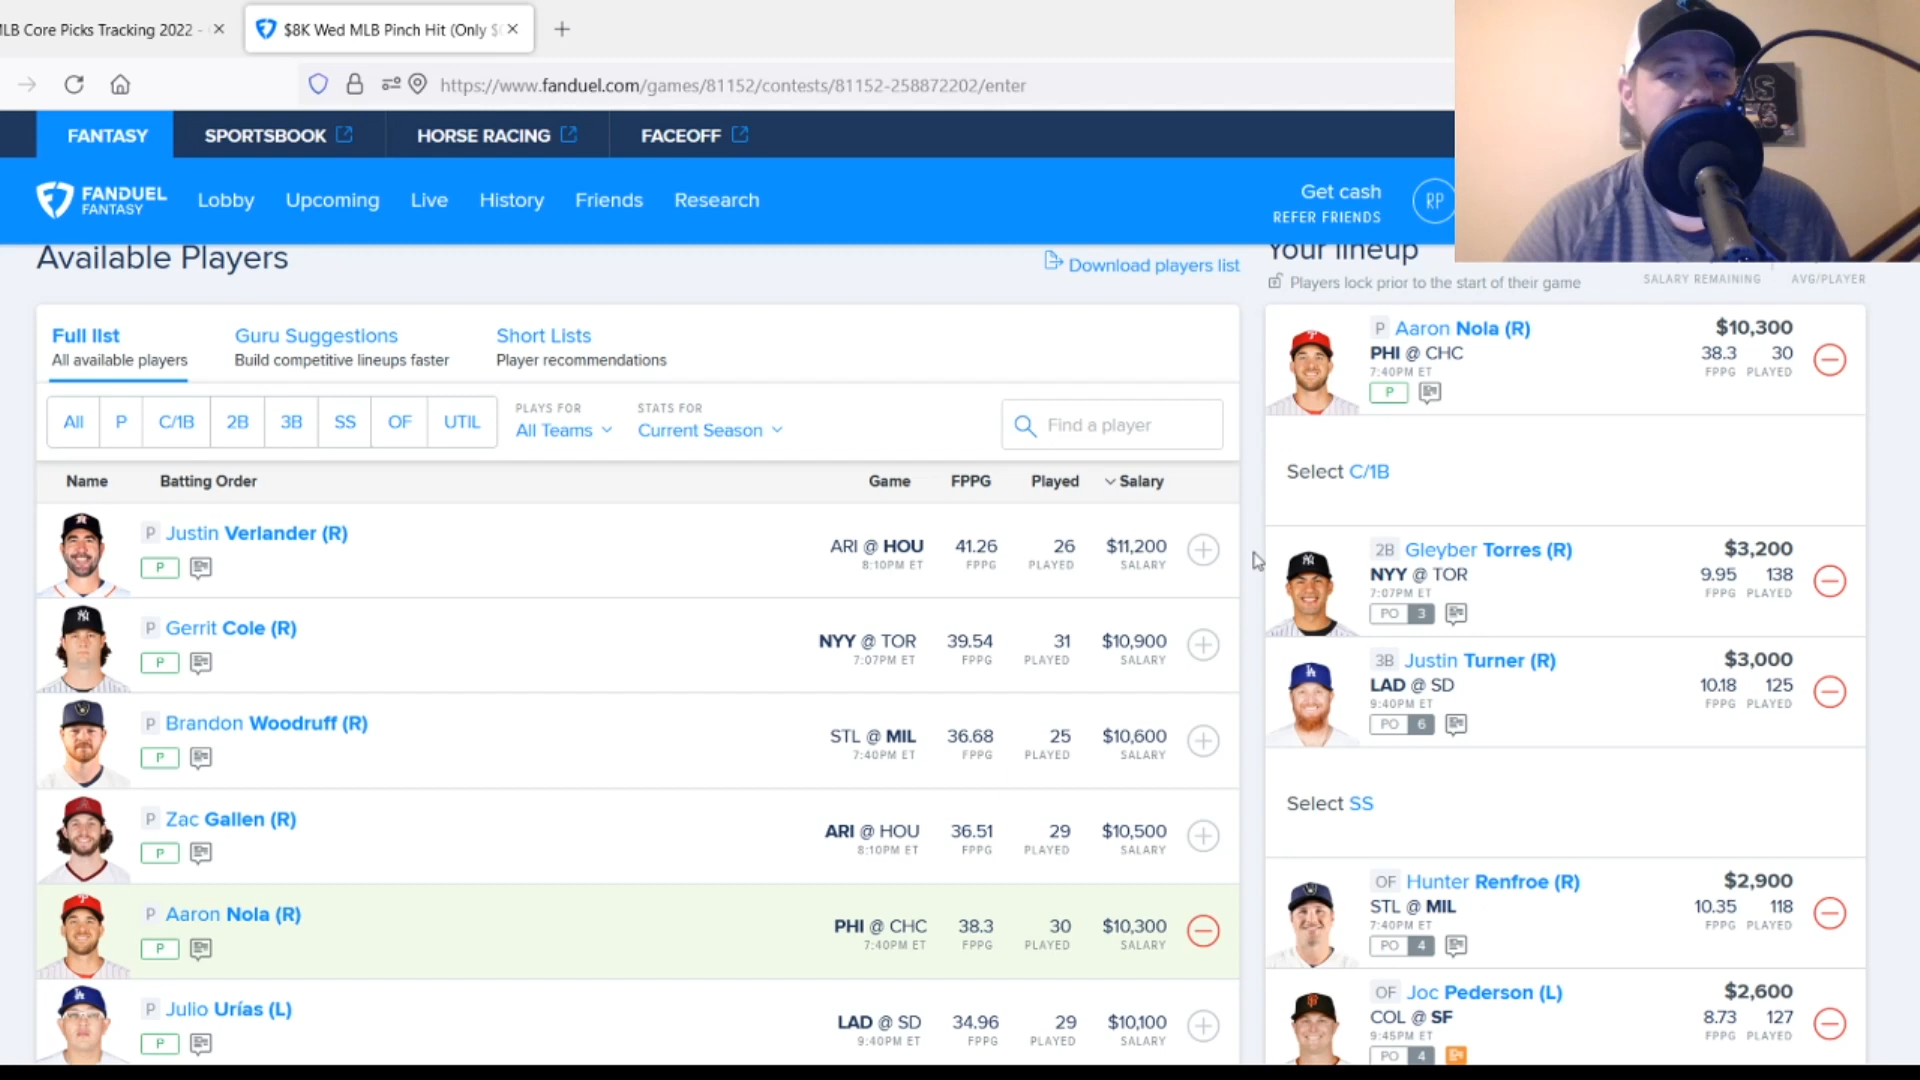 MLB Core Picks Tracking 2022 -
$8K Wed MLB Pinch Hit (Only $
https://www.fanduel.com/games/81152/contests/81152-258872202/enter
FANTASY
SPORTSBOOK
HORSE RACING
FACEOFF
FANDUEL
FANTASY
Lobby
Upcoming
Live
History
Friends
Research
Get cash
REFER FRIENDS
RP
Available Players
Download players list
Your lineup
Players lock prior to the start of their game
SALARY REMAINING
AVG/PLAYER
Full list
All available players
Guru Suggestions
Build competitive lineups faster
Short Lists
Player recommendations
All
P
C/1B
2B
3B
SS
OF
UTIL
PLAYS FOR
All Teams
STATS FOR
Current Season
Find a player
Name
Batting Order
Game
FPPG
Played
Salary
P Justin Verlander (R)
P
ARI @ HOU
8:10PM ET
41.26
FPPG
26
PLAYED
$11,200
SALARY
P Gerrit Cole (R)
P
NYY @ TOR
7:07PM ET
39.54
FPPG
31
PLAYED
$10,900
SALARY
P Brandon Woodruff (R)
P
STL @ MIL
7:40PM ET
36.68
FPPG
25
PLAYED
$10,600
SALARY
P Zac Gallen (R)
P
ARI @ HOU
8:10PM ET
36.51
FPPG
29
PLAYED
$10,500
SALARY
P Aaron Nola (R)
P
PHI @ CHC
7:40PM ET
38.3
FPPG
30
PLAYED
$10,300
SALARY
P Julio Urías (L)
P
LAD @ SD
9:40PM ET
34.96
FPPG
29
PLAYED
$10,100
SALARY
P Aaron Nola (R)
PHI @ CHC
7:40PM ET
P
$10,300
38.3 30
FPPG PLAYED
Select C/1B
2B Gleyber Torres (R)
NYY @ TOR
7:07PM ET
PO 3
$3,200
9.95 138
FPPG PLAYED
3B Justin Turner (R)
LAD @ SD
9:40PM ET
PO 6
$3,000
10.18 125
FPPG PLAYED
Select SS
OF Hunter Renfroe (R)
STL @ MIL
7:40PM ET
PO 4
$2,900
10.35 118
FPPG PLAYED
OF Joc Pederson (L)
COL @ SF
9:45PM ET
PO 4
$2,600
8.73 127
FPPG PLAYED